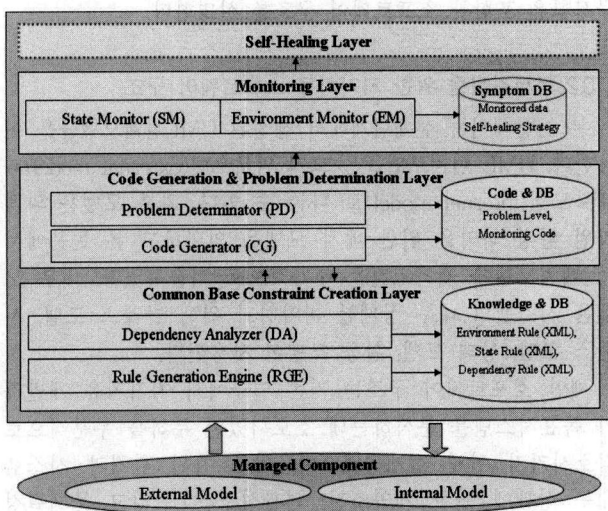 Self-Healing Layer
Monitoring Layer
State Monitor (SM)
Environment Monitor (EM)
Symptom DB
Monitored data
Self-healing Strategy
Code Generation & Problem Determination Layer
Problem Determinator (PD)
Code Generator (CG)
Code & DB
Problem Level,
Monitoring Code
Common Base Constraint Creation Layer
Dependency Analyzer (DA)
Rule Generation Engine (RGE)
Knowledge & DB
Environment Rule (XML),
State Rule (XML),
Dependency Rule (XML)
Managed Component
External Model
Internal Model